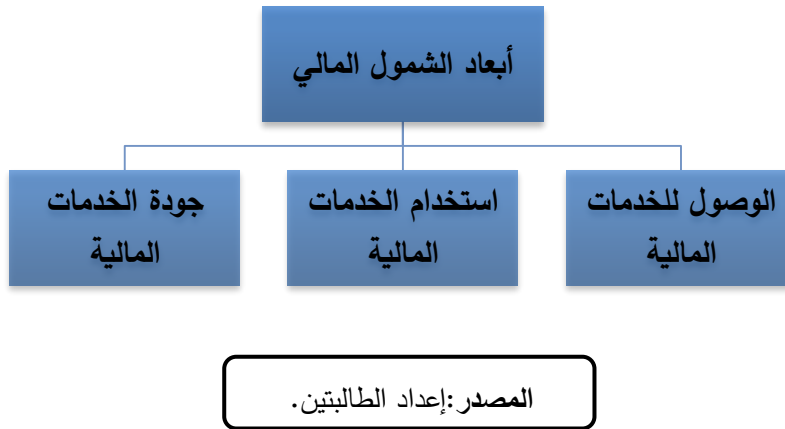 أبعاد الشمول المالي
الوصول للخدمات
المالية
استخدام الخدمات
المالية
جودة الخدمات
المالية
المصدر:إعداد الطالبتين.